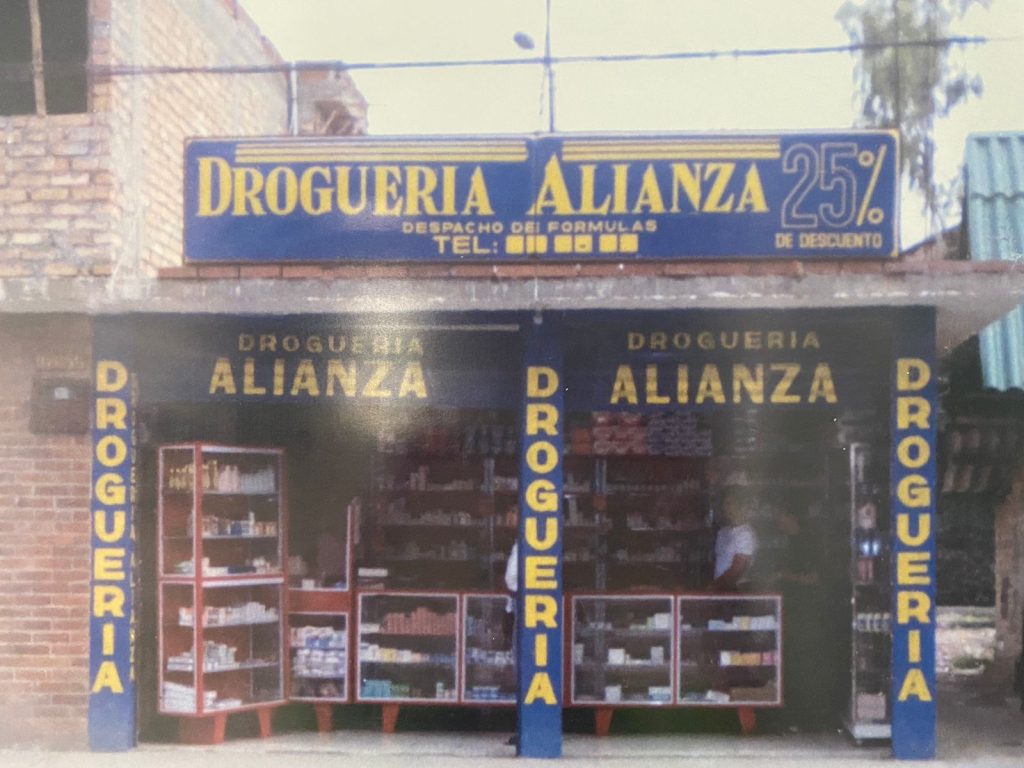 DROGUERIA ALIANZA 25%
DESPACHO DE FORMULAS
TEL:
DE DESCUENTO
DROGUERIA
ALIANZA
DROGUERIA
ALIANZA
DROGUERIA
DROGUERIA
DROGUERIA